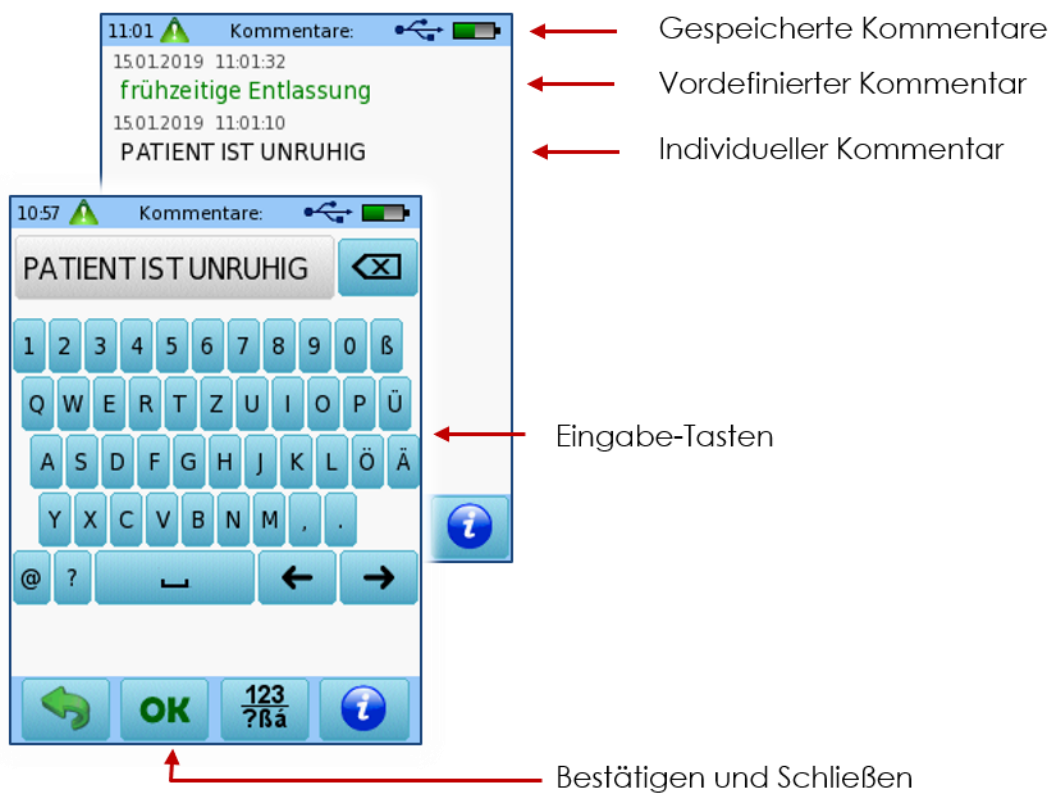 11:01 Kommentare:
Gespeicherte Kommentare
15.01.2019 11:01:32
frühzeitige Entlassung
Vordefinierter Kommentar
15.01.2019 11:01:10
PATIENT IST UNRUHIG
Individueller Kommentar
10:57 Kommentare:
PATIENT IST UNRUHIG
1 2 3 4 5 6 7 8 9 0 ß
Q W E R T Z U I O P Ü
A S D F G H J K L Ö Ä
Eingabe-Tasten
Y X C V B N M , .
i
@ ?
OK
123
?ßá
i
Bestätigen und Schließen